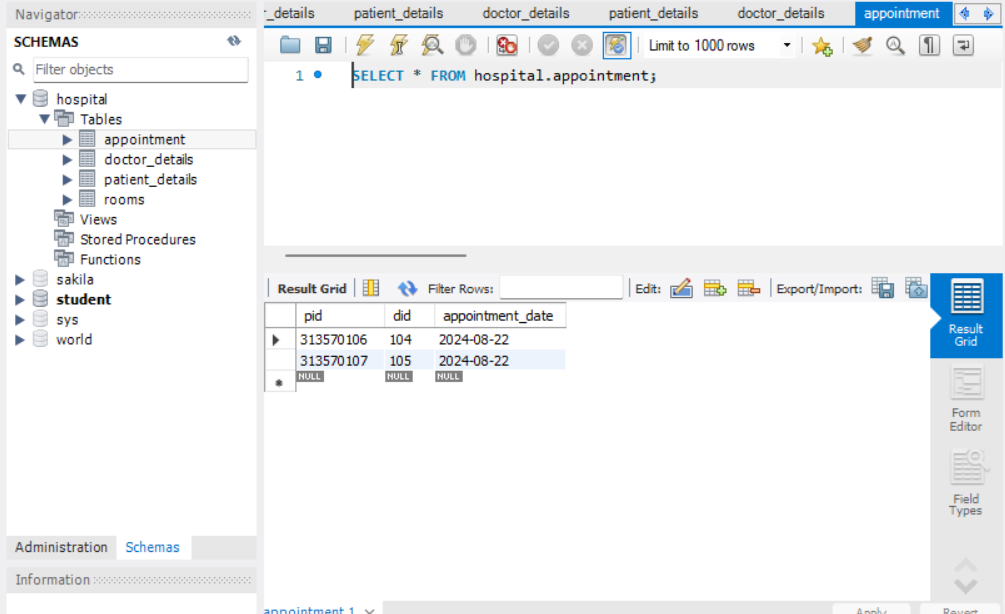 Navigator
SCHEMAS
Filter objects
hospital
Tables
appointment
doctor_details
patient_details
rooms
Views
Stored Procedures
Functions
sakila
student
sys
world
Administration Schemas
Information
r_details patient_details doctor_details patient_details doctor_details appointment
Limit to 1000 rows
1 SELECT * FROM hospital.appointment;
Result Grid Filter Rows: Edit: Export/Import:
pid did appointment_date
313570106 104 2024-08-22
313570107 105 2024-08-22
NULL NULL NULL
Result
Grid
Form
Editor
Field
Types
appointment 1 Apply Revert